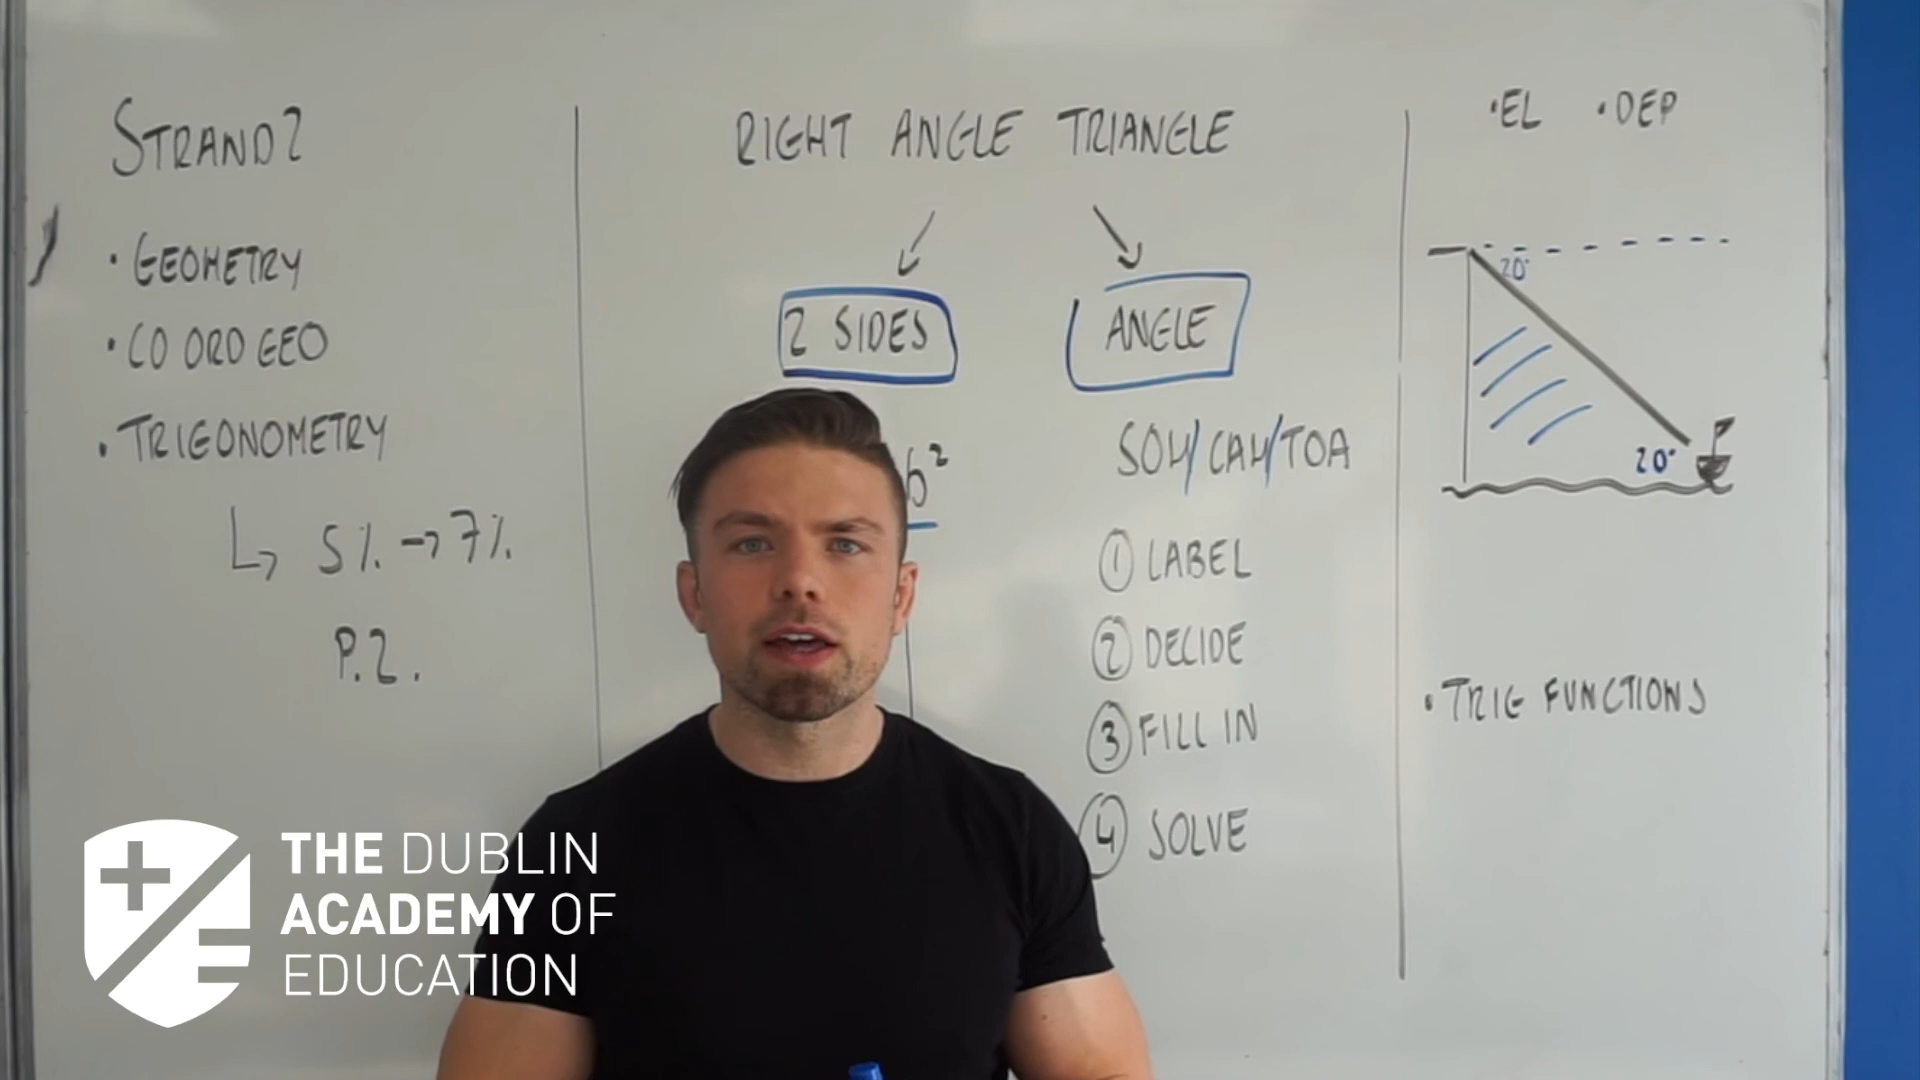 STRAND 2
• GEOMETRY
• CO ORD GEO
• TRIGONOMETRY
↳ 5% → 7%
P.2.
RIGHT ANGLE TRIANGLE
2 SIDES
ANGLE
b²
SOH/CAH/TOA
① LABEL
② DECIDE
③ FILL IN
④ SOLVE
• EL • DEP
20°
20°
• TRIG FUNCTIONS
THE DUBLIN
ACADEMY OF
EDUCATION